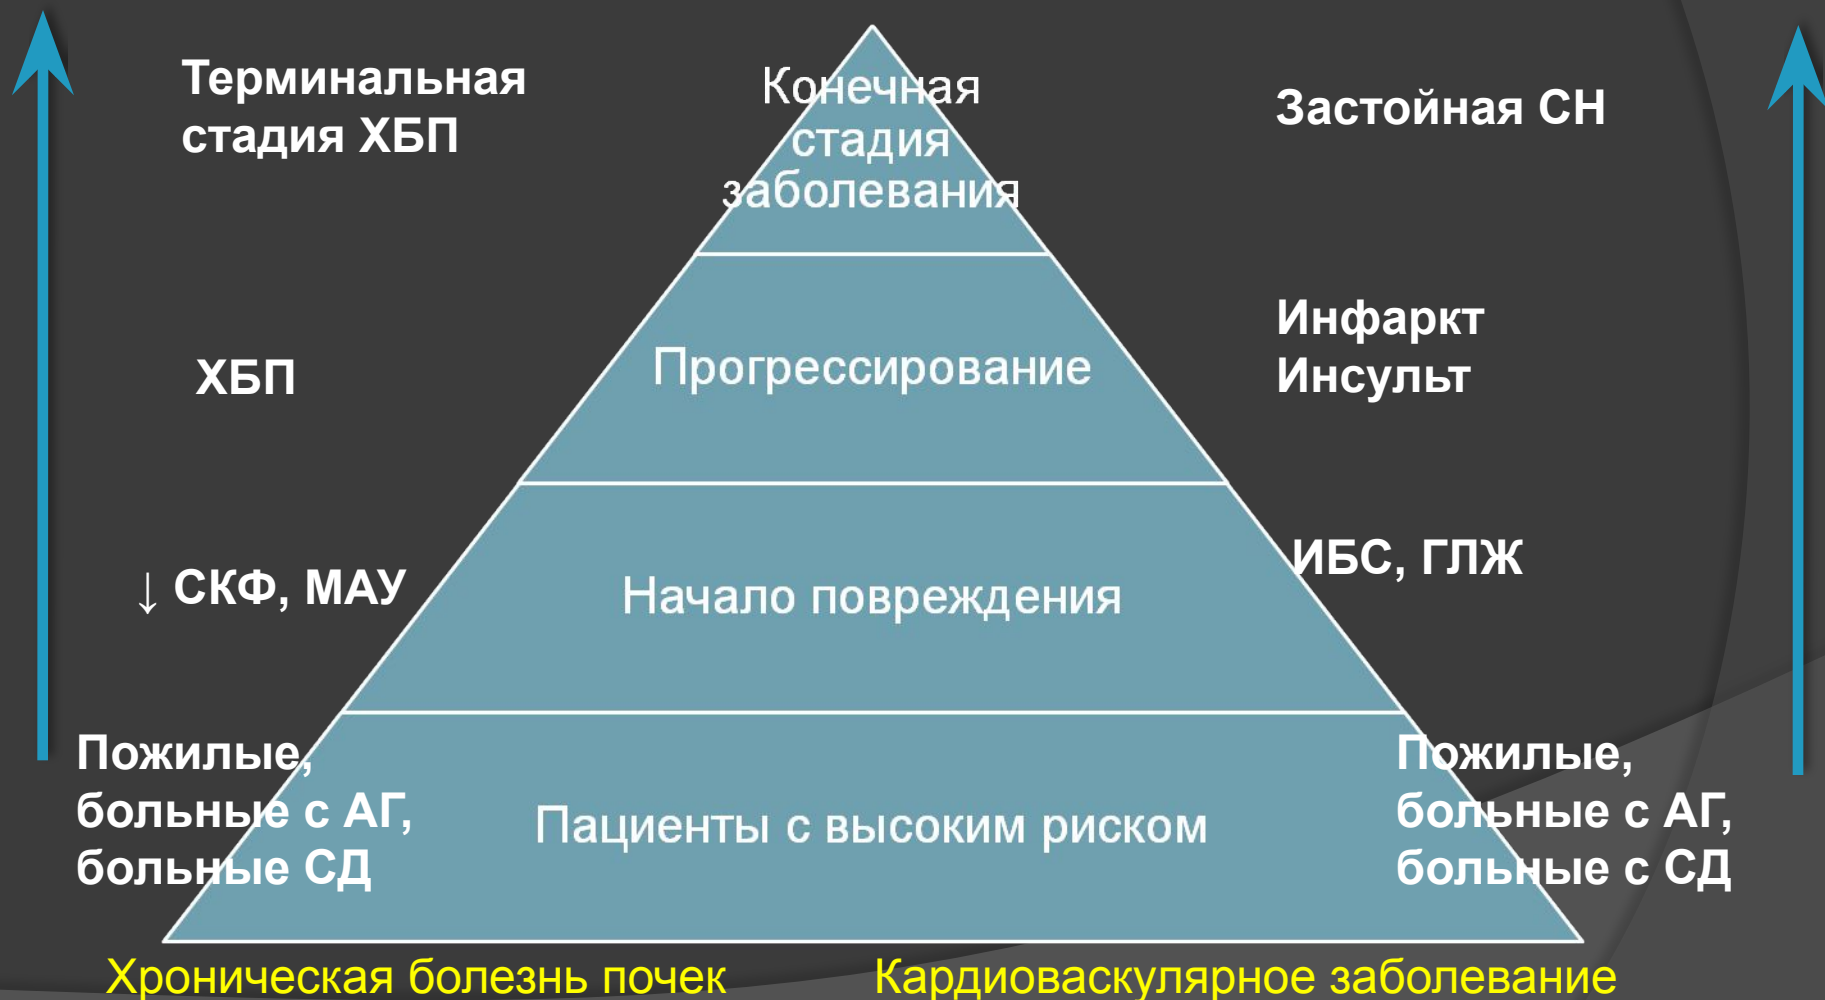 Терминальная
стадия ХБП
Конечная
стадия
заболевания
Застойная СН
ХБП
Прогрессирование
Инфаркт
Инсульт
↓ СКФ, МАУ
Начало повреждения
ИБС, ГЛЖ
Пожилые,
больные с АГ,
больные СД
Пациенты с высоким риском
Пожилые,
больные с АГ,
больные с СД
Хроническая болезнь почек
Кардиоваскулярное заболевание